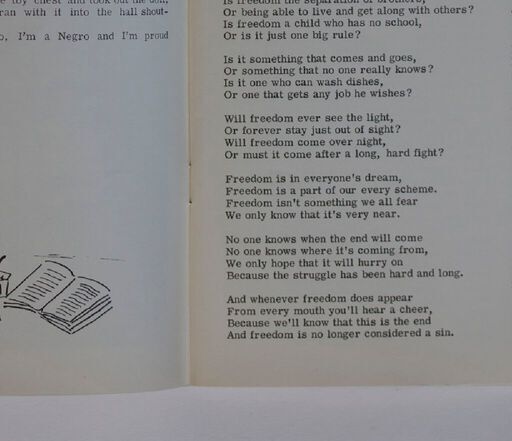 toy chest and took out the doll,
ran with it into the hall shout-
I'm a Negro and I'm proud
Is freedom the separation of brothers,
Or being able to live and get along with others?
Is freedom a child who has no school,
Or is it just one big rule?
Is it something that comes and goes,
Or something that no one really knows?
Is it one who can wash dishes,
Or one that gets any job he wishes?
Will freedom ever see the light,
Or forever stay just out of sight?
Will freedom come over night,
Or must it come after a long, hard fight?
Freedom is in everyone's dream,
Freedom is a part of our every scheme.
Freedom isn't something we all fear
We only know that it's very near.
No one knows when the end will come
No one knows where it's coming from,
We only hope that it will hurry on
Because the struggle has been hard and long.
And whenever freedom does appear
From every mouth you'll hear a cheer,
Because we'll know that this is the end
And freedom is no longer considered a sin.